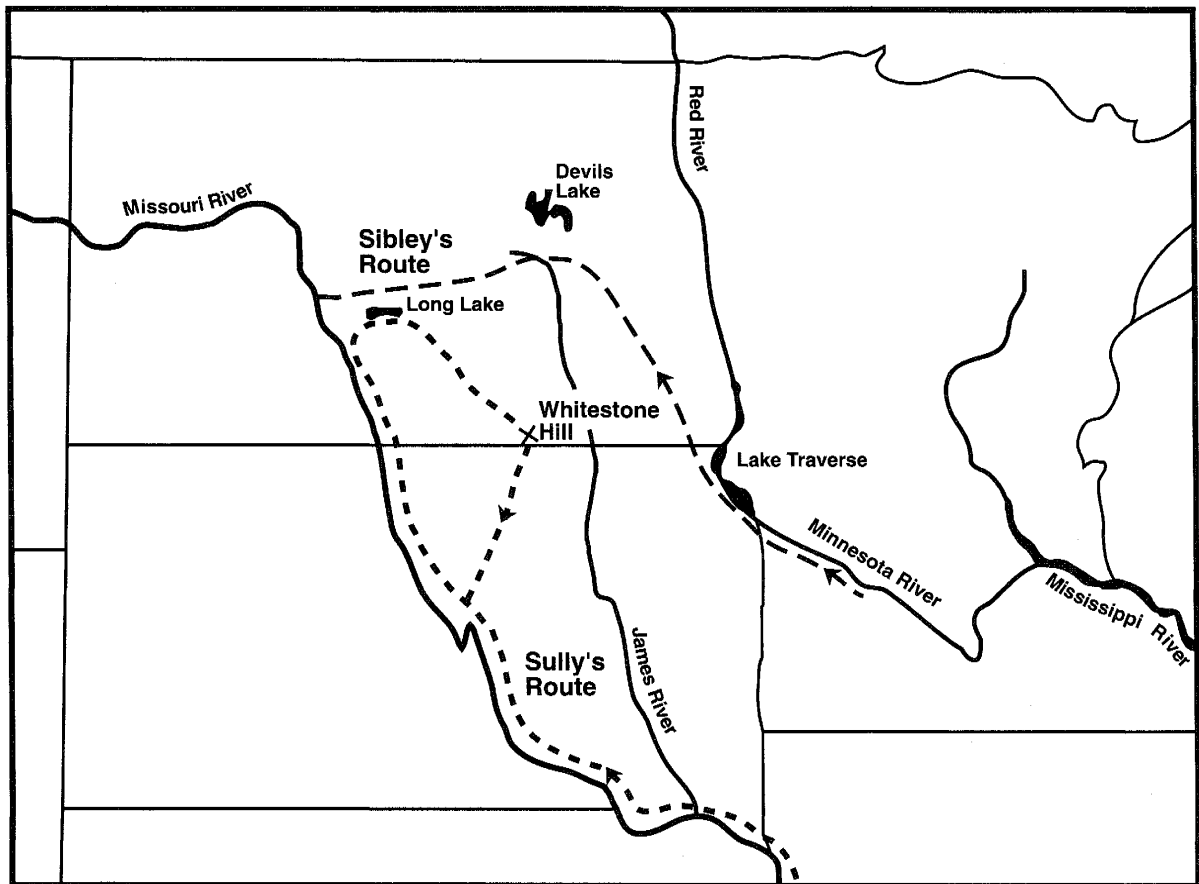 Red River
Devils
Lake
Missouri River
Sibley's
Route
Long Lake
Whitestone
Hill
Lake Traverse
Minnesota River
Mississippi River
James River
Sully's
Route